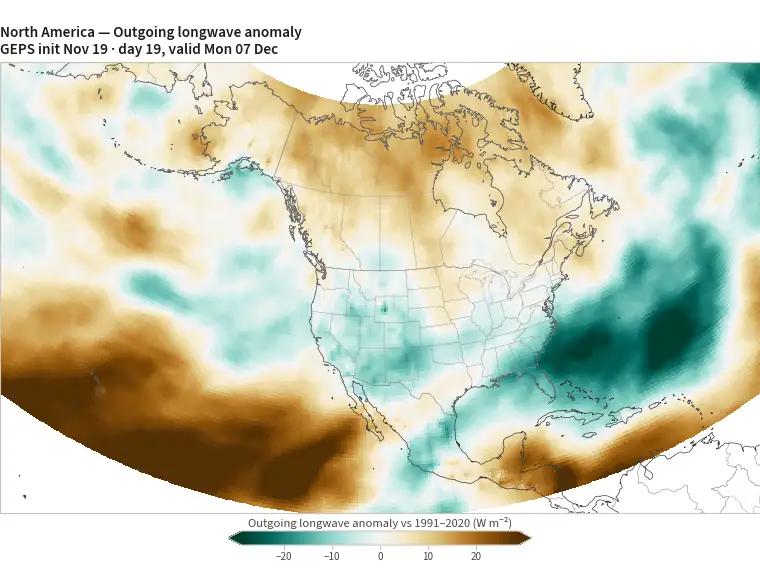 North America — Outgoing longwave anomaly
GEPS init Nov 19 · day 19, valid Mon 07 Dec
Outgoing longwave anomaly vs 1991–2020 (W m⁻²)
−20 −10 0 10 20